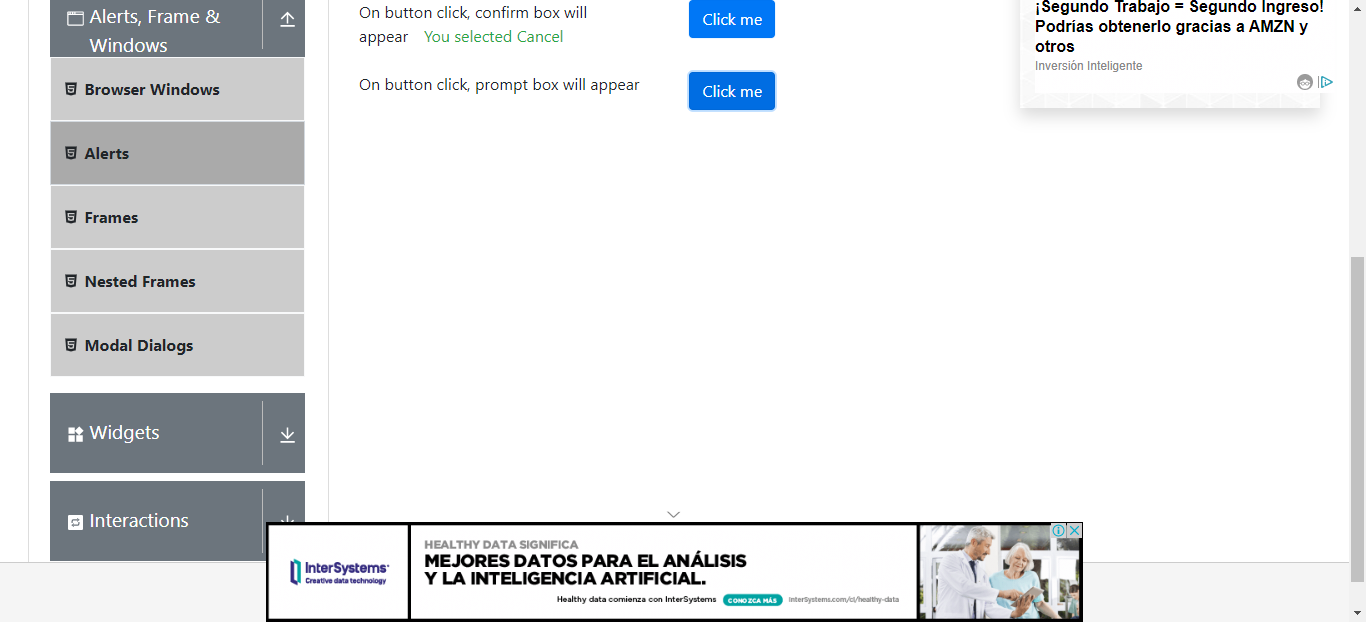 Alerts, Frame &
Windows
Browser Windows
Alerts
Frames
Nested Frames
Modal Dialogs
Widgets
Interactions
On button click, confirm box will
appear You selected Cancel
Click me
On button click, prompt box will appear
Click me
¡Segundo Trabajo = Segundo Ingreso!
Podrías obtenerlo gracias a AMZN y
otros
Inversión Inteligente
InterSystems
Creative data technology
HEALTHY DATA SIGNIFICA
MEJORES DATOS PARA EL ANÁLISIS
Y LA INTELIGENCIA ARTIFICIAL.
Healthy data comienza con InterSystems CONOZCA MÁS InterSystems.com/cl/healthy-data